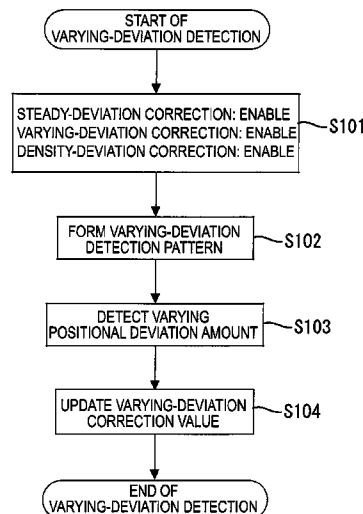 START OF
VARYING-DEVIATION DETECTION
STEADY-DEVIATION CORRECTION: ENABLE
VARYING-DEVIATION CORRECTION: ENABLE
DENSITY-DEVIATION CORRECTION: ENABLE
S101
FORM VARYING-DEVIATION
DETECTION PATTERN
S102
DETECT VARYING
POSITIONAL DEVIATION AMOUNT
S103
UPDATE VARYING-DEVIATION
CORRECTION VALUE
S104
END OF
VARYING-DEVIATION DETECTION